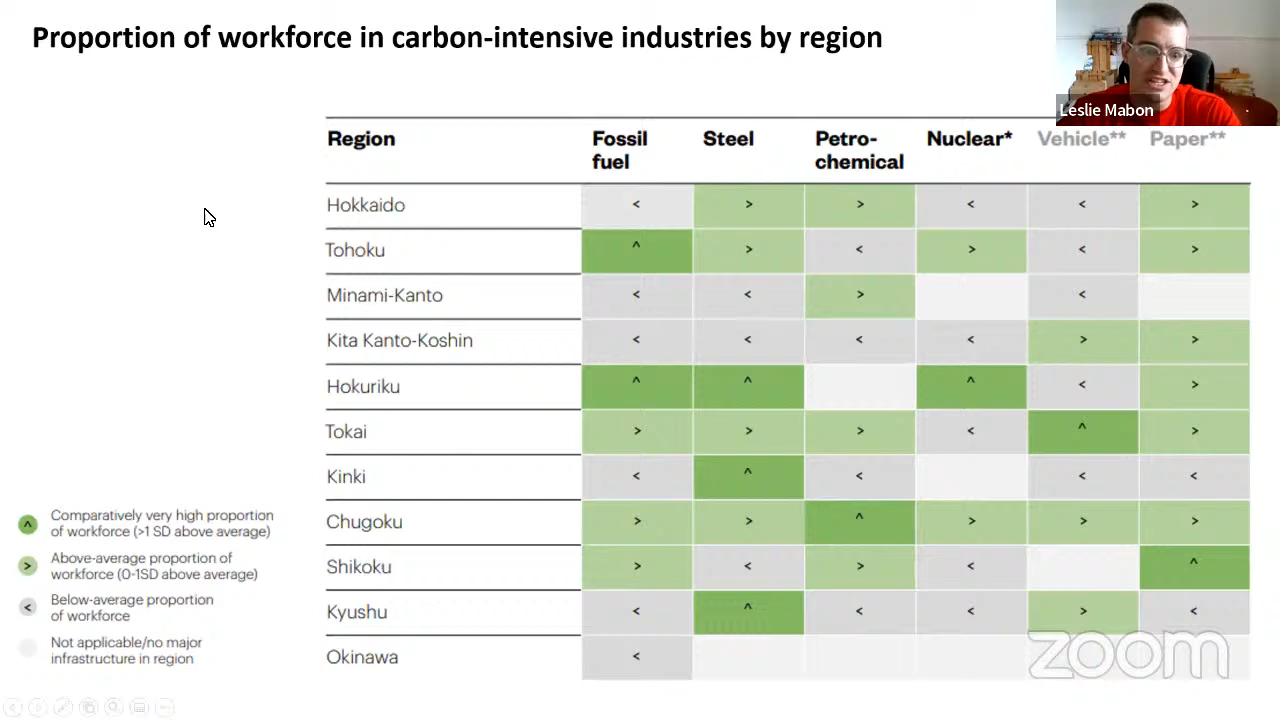 Proportion of workforce in carbon-intensive industries by region
Leslie Mabon
Region Fossil fuel Steel Petro-chemical Nuclear* Vehicle** Paper**
Hokkaido < > > < < >
Tohoku ^ > < > < >
Minami-Kanto < < > <
Kita Kanto-Koshin < < < < > >
Hokuriku ^ ^ ^ < >
Tokai > > > < ^ >
Kinki < ^ < < <
Chugoku > > ^ > > >
Shikoku > < > < ^
Kyushu < ^ < < > <
Okinawa <
^ Comparatively very high proportion
of workforce (>1 SD above average)
> Above-average proportion of
workforce (0-1SD above average)
< Below-average proportion
of workforce
Not applicable/no major
infrastructure in region
zoom